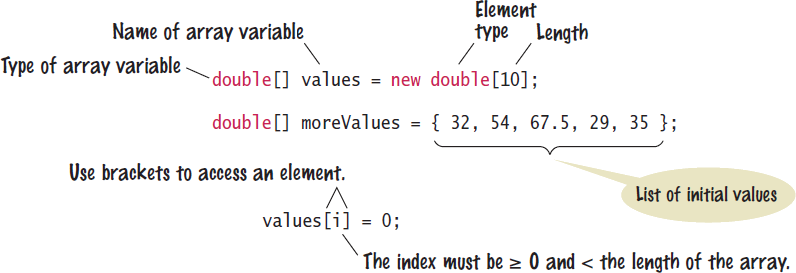 Name of array variable
Element
type
Length
Type of array variable
double[] values = new double[10];
double[] moreValues = { 32, 54, 67.5, 29, 35 };
Use brackets to access an element.
List of initial values
values[i] = 0;
The index must be ≥ 0 and < the length of the array.